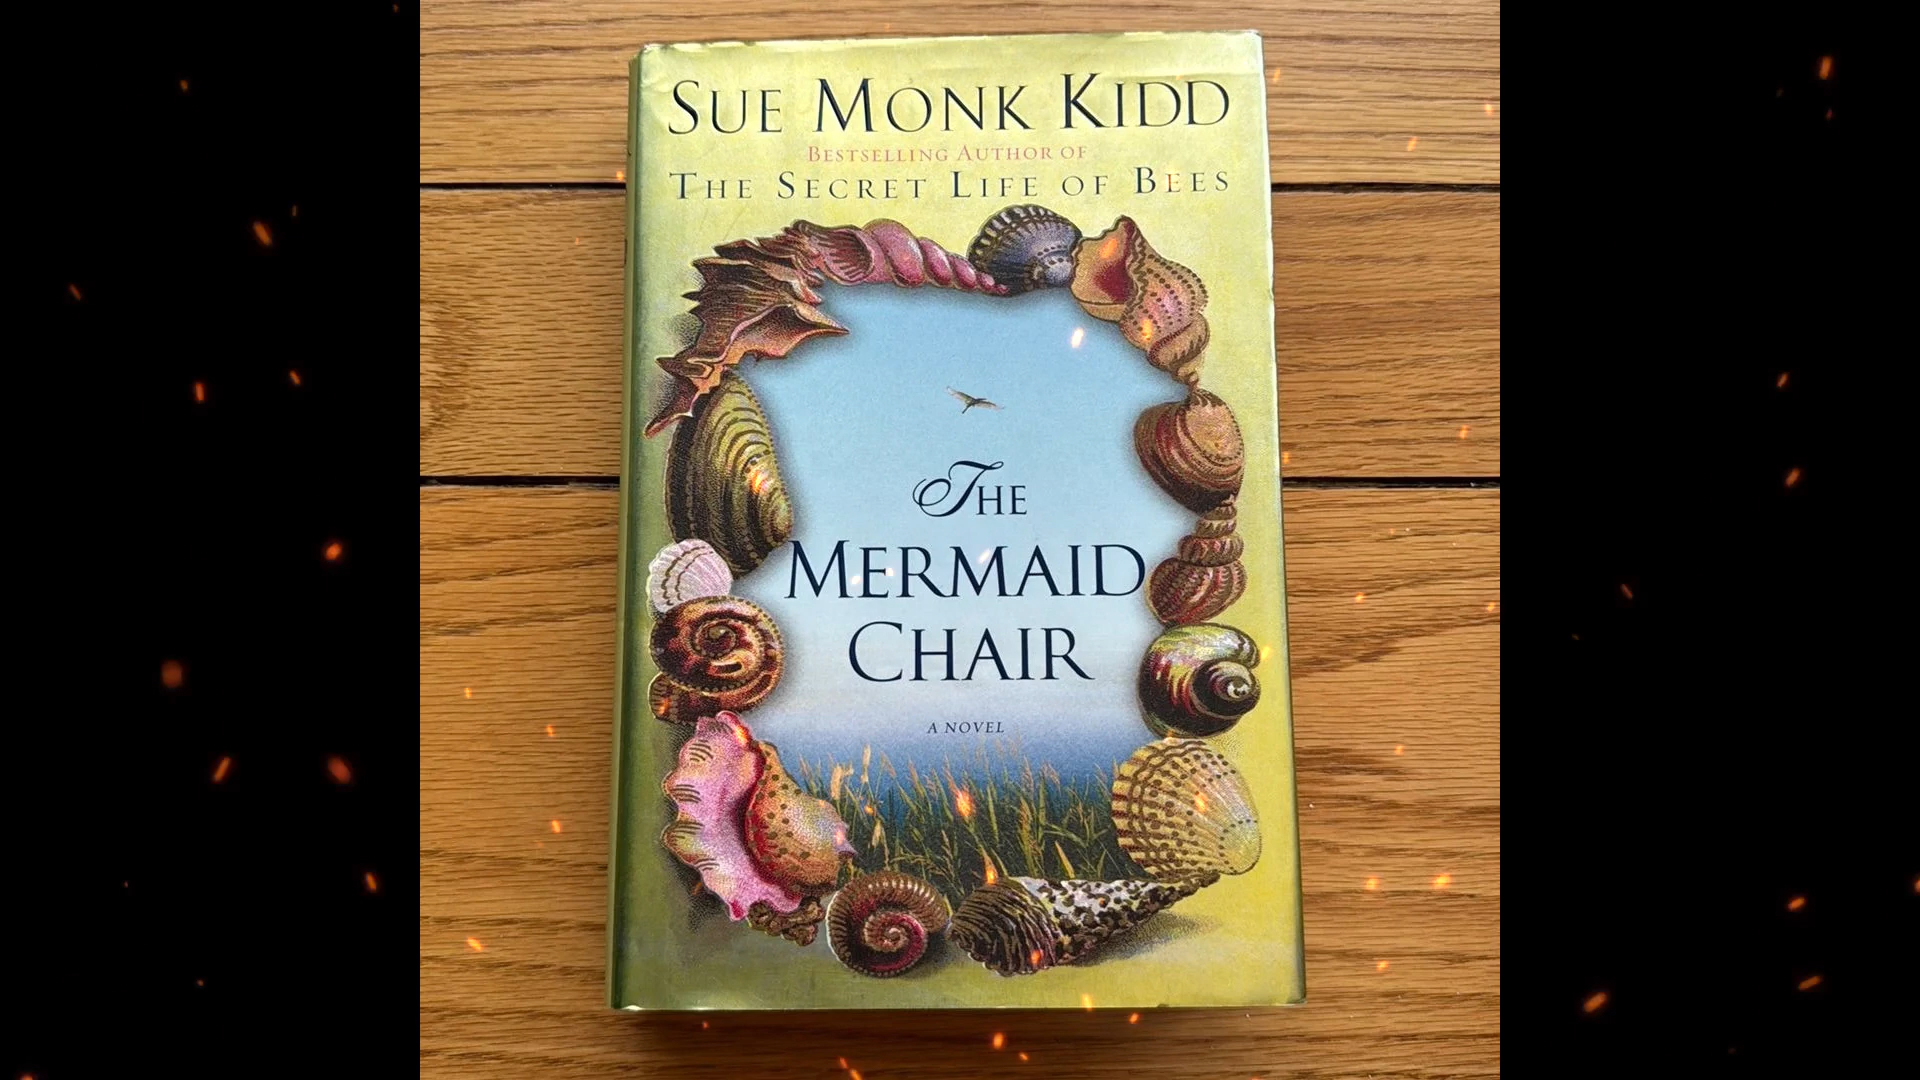 SUE MONK KIDD
BESTSELLING AUTHOR OF
THE SECRET LIFE OF BEES
THE
MERMAID
CHAIR
A NOVEL